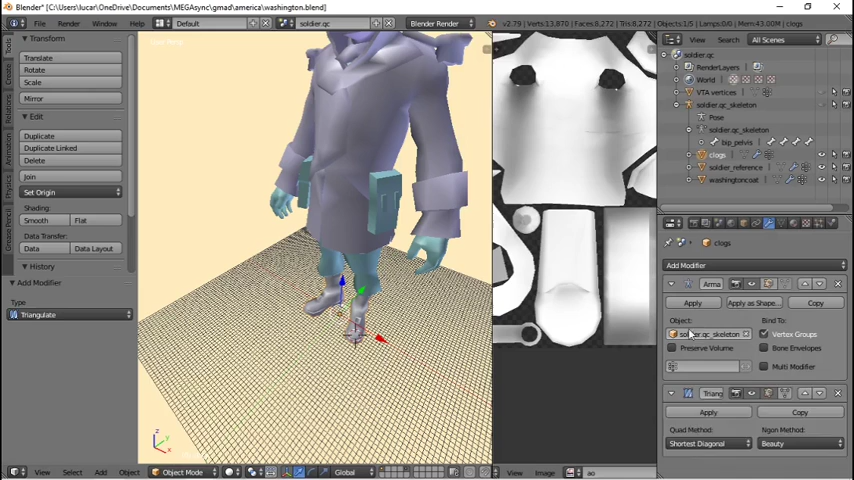 Blender* [C:\Users\lucar\OneDrive\Documents\MEGAsync\gmad\america\washington.blend]
File Render Window Help Default soldier.qc Blender Render v2.79 | Verts:13,870 | Faces:8,272 | Tris:8,272 | Objects:1/5 | Lamps:0/0 | Mem:43.00M | clogs
Transform
Translate
Rotate
Scale
Mirror
Edit
Duplicate
Duplicate Linked
Delete
Join
Set Origin
Shading:
Smooth Flat
Data Transfer:
Data Data Layout
History
Add Modifier
Type
Triangulate
Tools
Create
Relations
Animation
Physics
Grease Pencil
View Search All Scenes
soldier.qc
RenderLayers
World
VTA vertices
soldier.qc_skeleton
Pose
soldier.qc_skeleton
bip_pelvis
clogs
soldier_reference
washingtoncoat
clogs
Add Modifier
Arma
Apply Apply as Shape... Copy
Object: Bind To:
soldier.qc_skeleton Vertex Groups
Preserve Volume Bone Envelopes
Multi Modifier
Triang
Apply Copy
Quad Method: Ngon Method:
Shortest Diagonal Beauty
View Select Add Object Object Mode Global
View Image ao